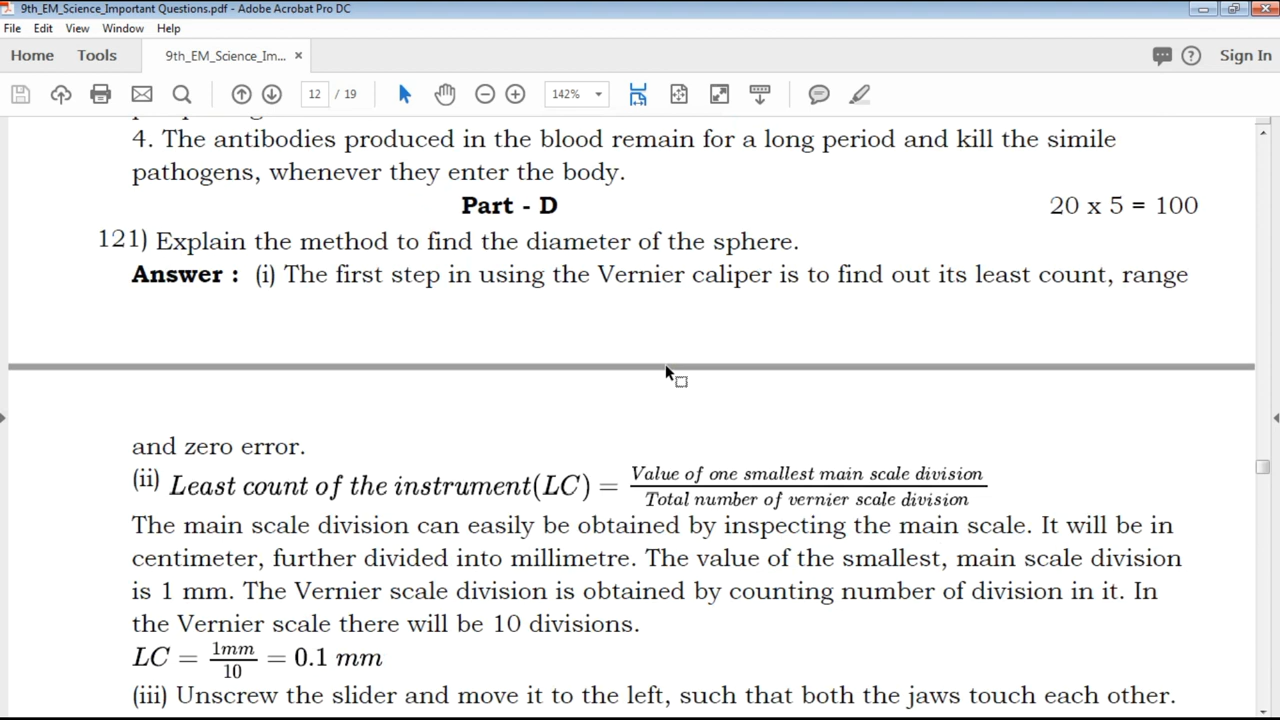 9th_EM_Science_Important Questions.pdf - Adobe Acrobat Pro DC
File Edit View Window Help
Home Tools 9th_EM_Science_Im... × Sign In
12 / 19 142%
4. The antibodies produced in the blood remain for a long period and kill the simile
pathogens, whenever they enter the body.
Part - D 20 x 5 = 100
121) Explain the method to find the diameter of the sphere.
Answer : (i) The first step in using the Vernier caliper is to find out its least count, range
and zero error.
(ii) Least count of the instrument(LC) = Value of one smallest main scale division / Total number of vernier scale division
The main scale division can easily be obtained by inspecting the main scale. It will be in
centimeter, further divided into millimetre. The value of the smallest, main scale division
is 1 mm. The Vernier scale division is obtained by counting number of division in it. In
the Vernier scale there will be 10 divisions.
LC = 1mm / 10 = 0.1 mm
(iii) Unscrew the slider and move it to the left, such that both the jaws touch each other.